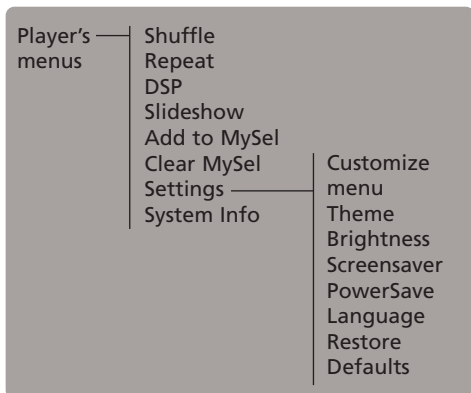 Player's
menus
Shuffle
Repeat
DSP
Slideshow
Add to MySel
Clear MySel
Settings
System Info
Customize
menu
Theme
Brightness
Screensaver
PowerSave
Language
Restore
Defaults